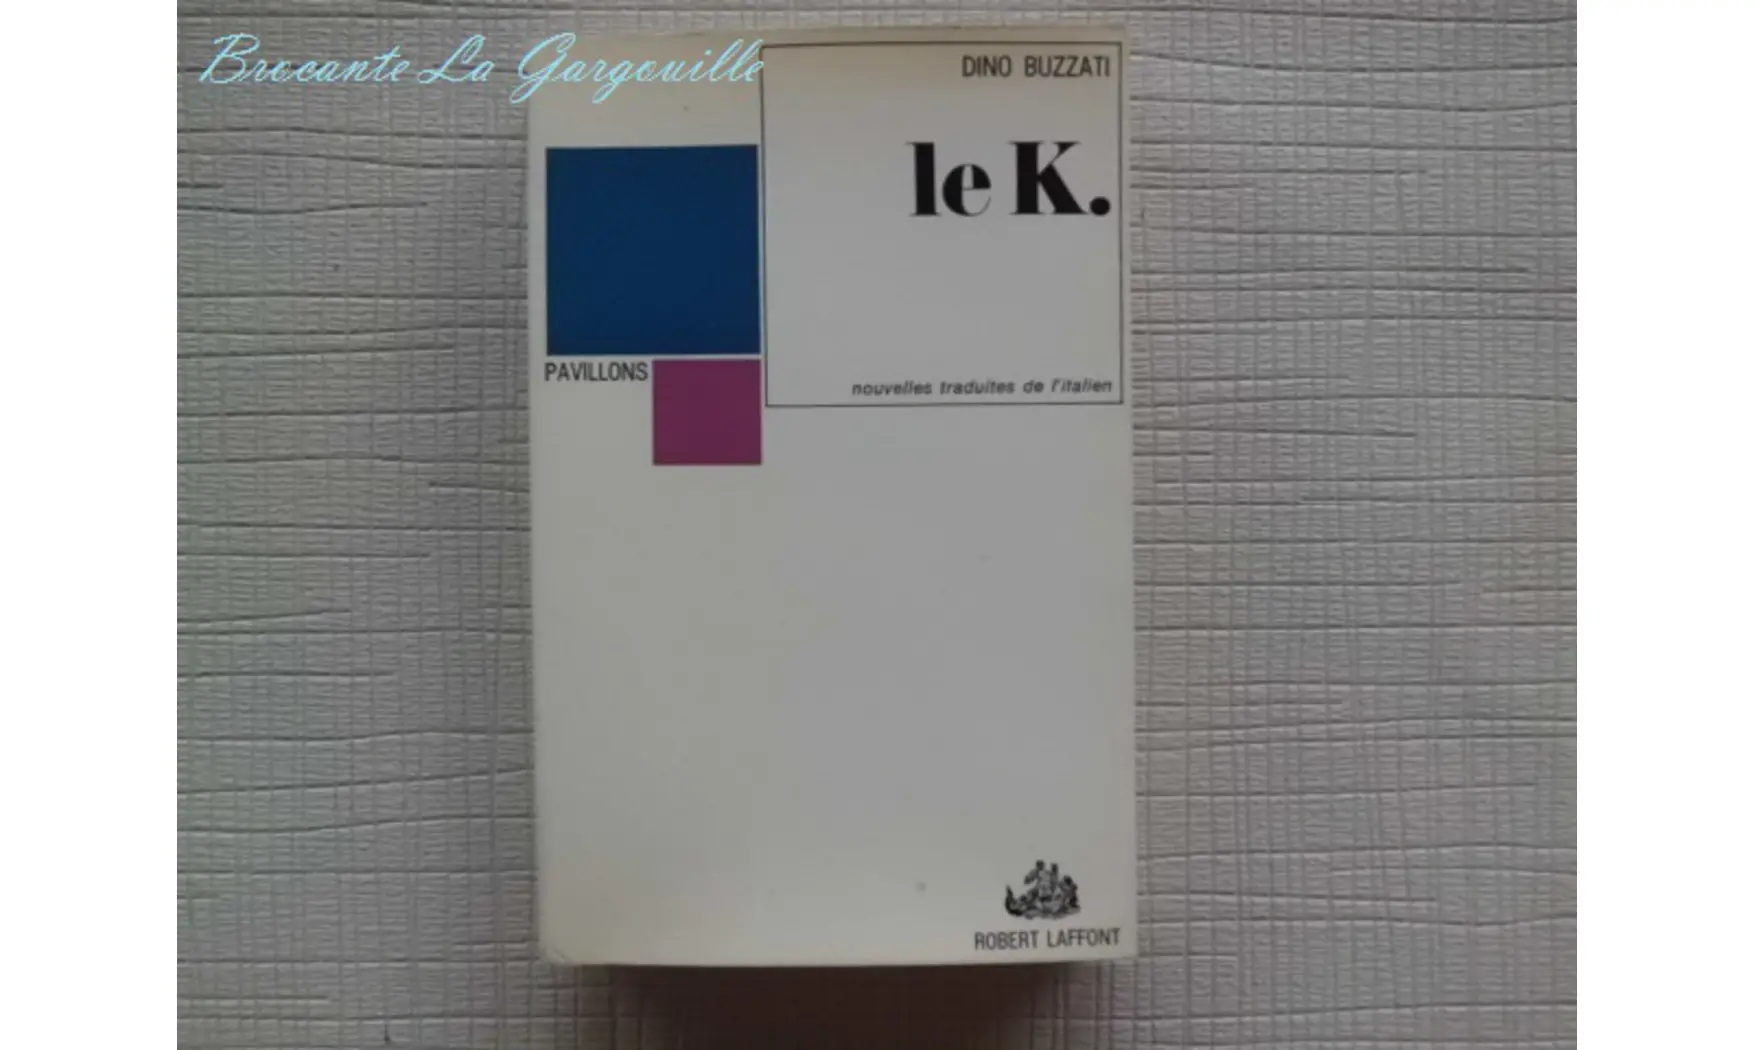 Brocante La Gargouille
DINO BUZZATI
le K.
PAVILLONS
nouvelles traduites de l'italien
ROBERT LAFFONT